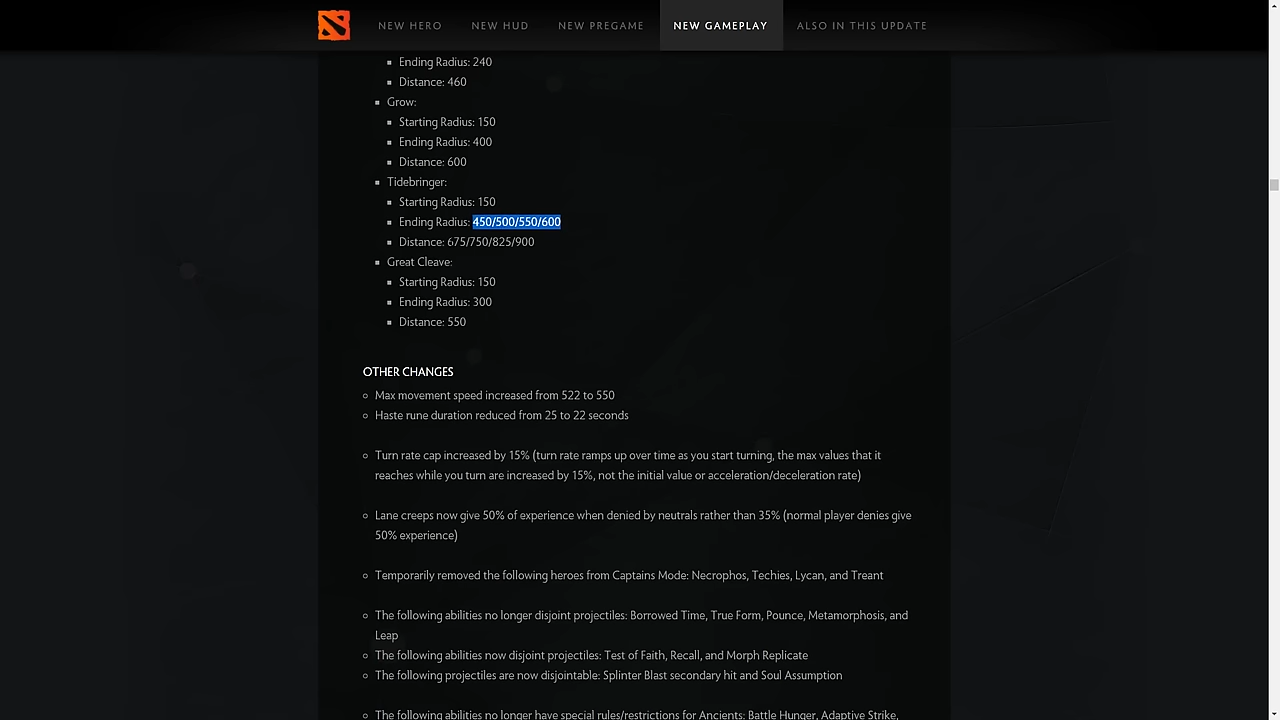 NEW HERO NEW HUD NEW PREGAME NEW GAMEPLAY ALSO IN THIS UPDATE
Ending Radius: 240
Distance: 460
Grow:
Starting Radius: 150
Ending Radius: 400
Distance: 600
Tidebringer:
Starting Radius: 150
Ending Radius: 450/500/550/600
Distance: 675/750/825/900
Great Cleave:
Starting Radius: 150
Ending Radius: 300
Distance: 550
OTHER CHANGES
Max movement speed increased from 522 to 550
Haste rune duration reduced from 25 to 22 seconds
Turn rate cap increased by 15% (turn rate ramps up over time as you start turning, the max values that it
reaches while you turn are increased by 15%, not the initial value or acceleration/deceleration rate)
Lane creeps now give 50% of experience when denied by neutrals rather than 35% (normal player denies give
50% experience)
Temporarily removed the following heroes from Captains Mode: Necrophos, Techies, Lycan, and Treant
The following abilities no longer disjoint projectiles: Borrowed Time, True Form, Pounce, Metamorphosis, and
Leap
The following abilities now disjoint projectiles: Test of Faith, Recall, and Morph Replicate
The following projectiles are now disjointable: Splinter Blast secondary hit and Soul Assumption
The following abilities no longer have special rules/restrictions for Ancients: Battle Hunger, Adaptive Strike,